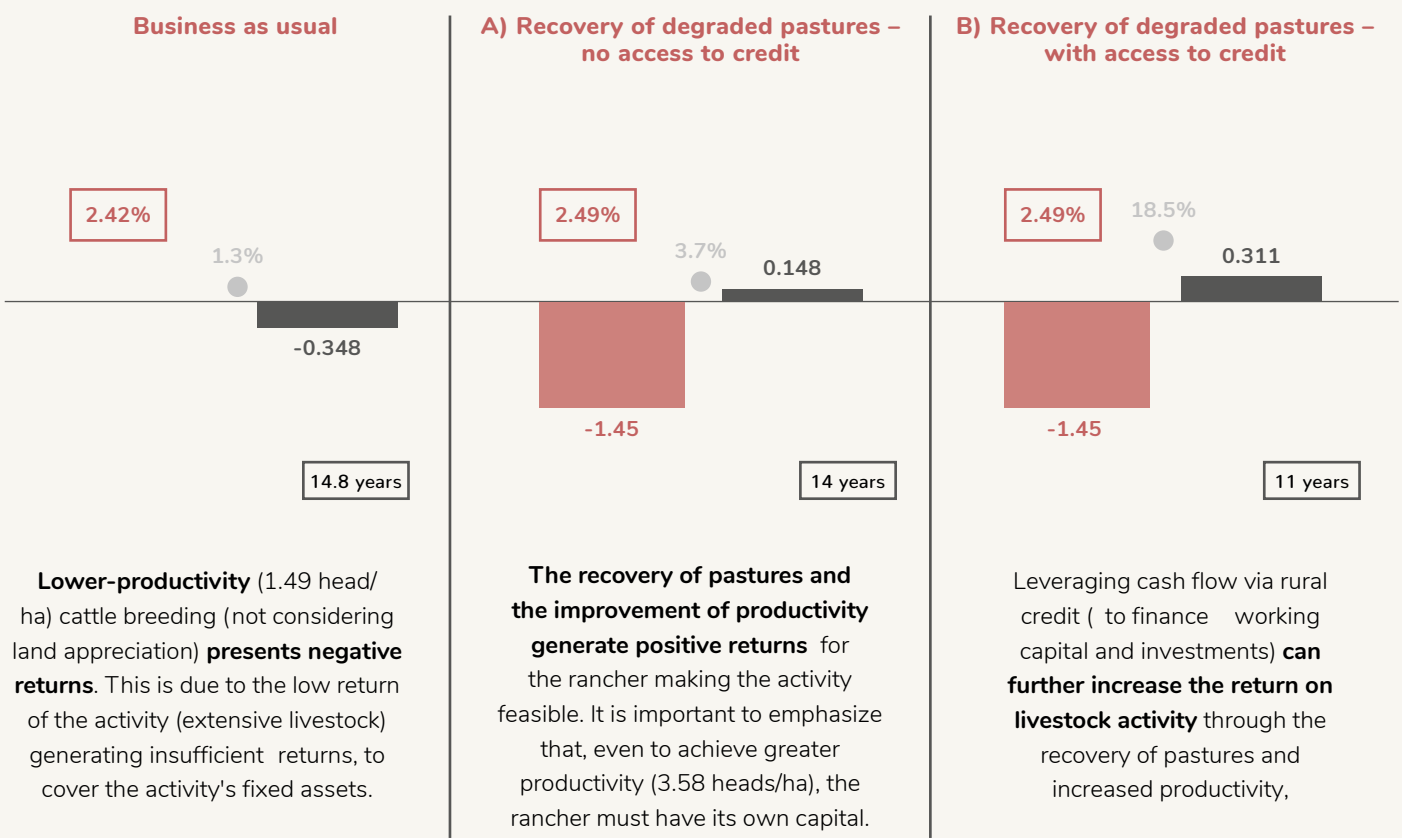 Business as usual
2.42%
1.3%
-0.348
14.8 years
Lower-productivity (1.49 head/
ha) cattle breeding (not considering
land appreciation) presents negative
returns. This is due to the low return
of the activity (extensive livestock)
generating insufficient returns, to
cover the activity's fixed assets.
A) Recovery of degraded pastures –
no access to credit
2.49%
3.7%
0.148
-1.45
14 years
The recovery of pastures and
the improvement of productivity
generate positive returns for
the rancher making the activity
feasible. It is important to emphasize
that, even to achieve greater
productivity (3.58 heads/ha), the
rancher must have its own capital.
B) Recovery of degraded pastures –
with access to credit
2.49%
18.5%
0.311
-1.45
11 years
Leveraging cash flow via rural
credit ( to finance working
capital and investments) can
further increase the return on
livestock activity through the
recovery of pastures and
increased productivity,